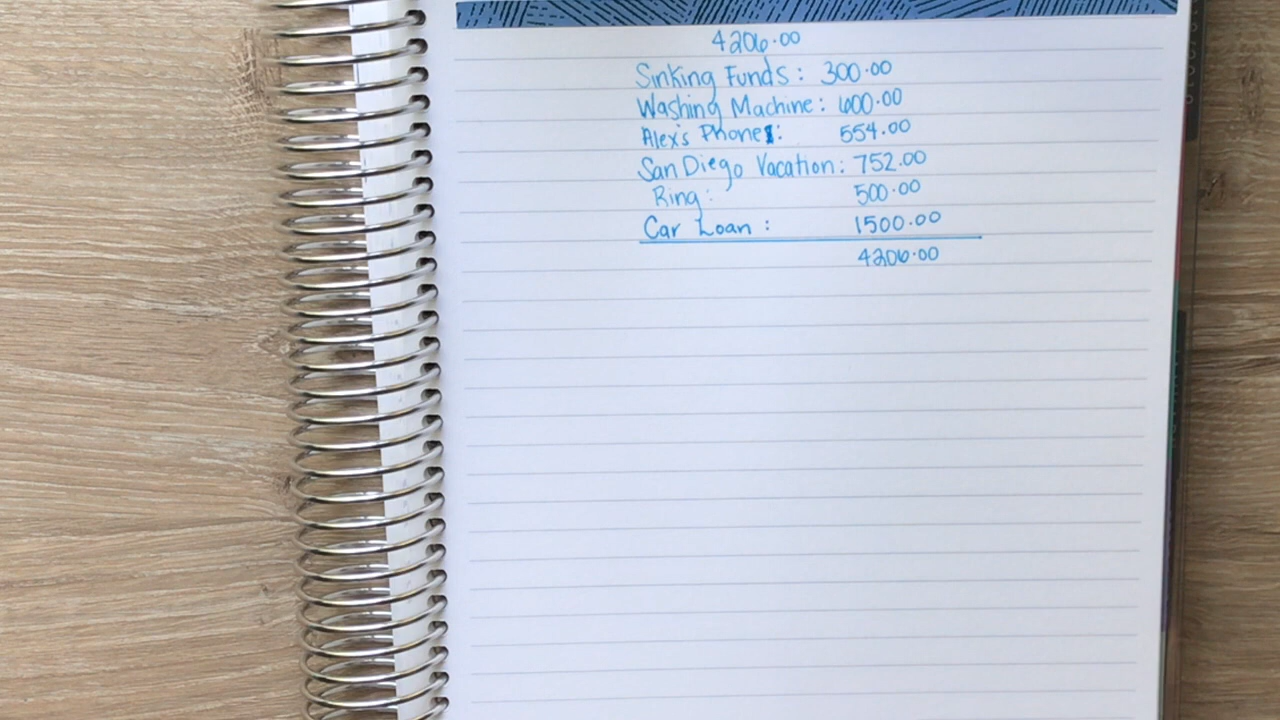 4206.00
Sinking Funds: 300.00
Washing Machine: 600.00
Alex's Phone: 554.00
San Diego Vacation: 752.00
Ring: 500.00
Car Loan: 1500.00
4206.00